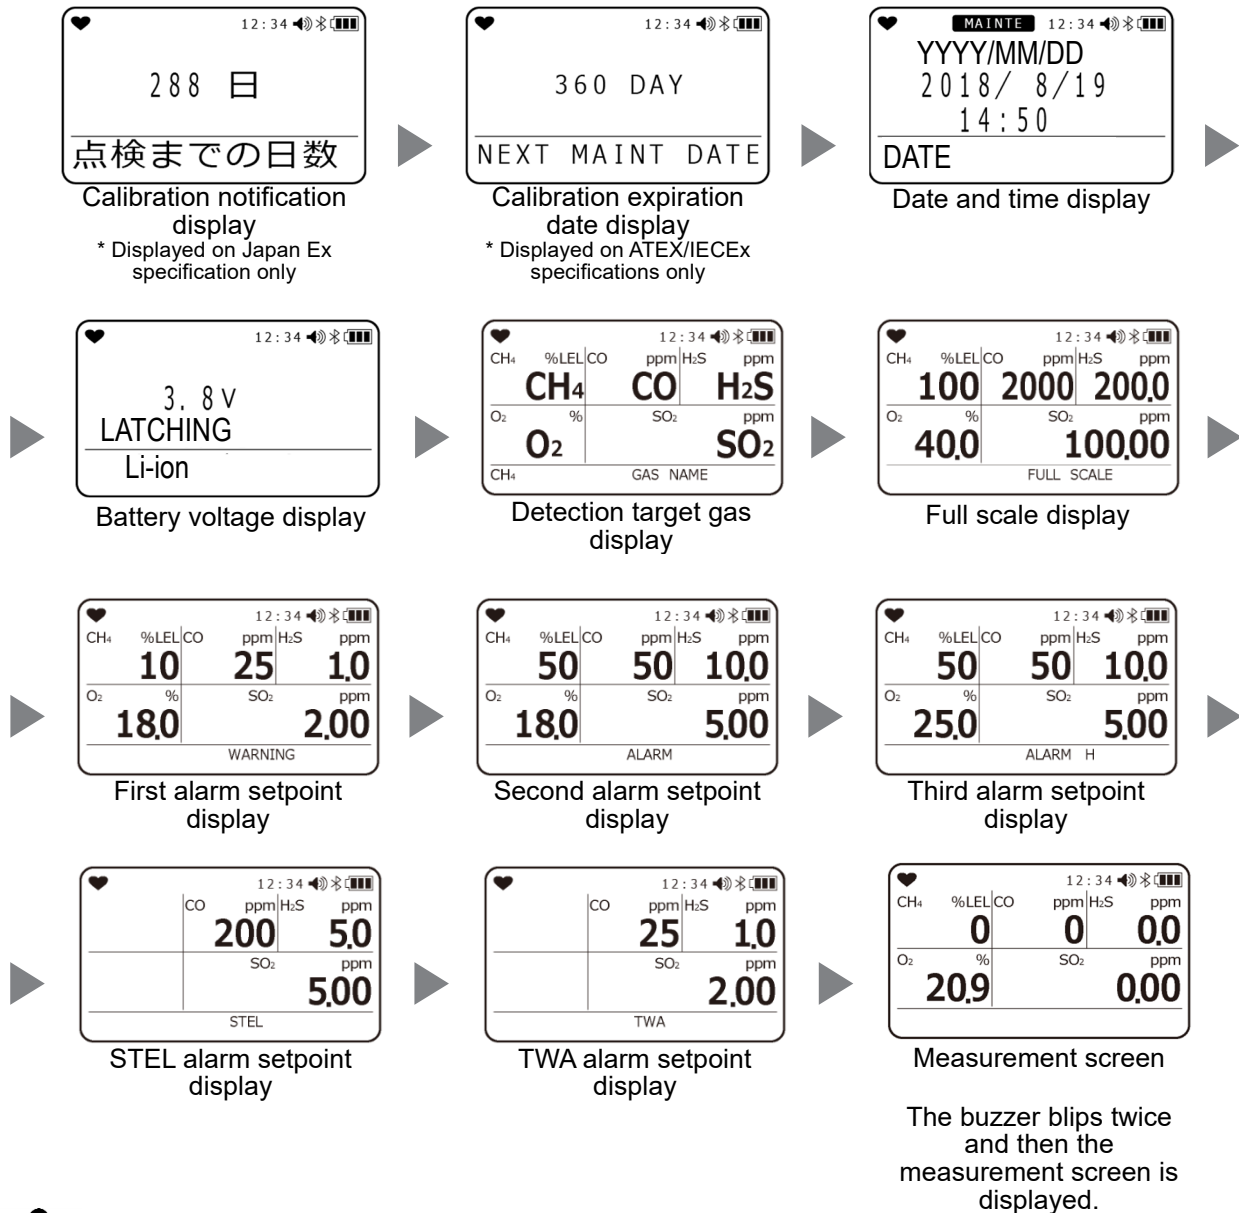 12:34
288 日
点検までの日数
Calibration notification
display
* Displayed on Japan Ex
specification only
12:34
360 DAY
NEXT MAINT DATE
Calibration expiration
date display
* Displayed on ATEX/IECEx
specifications only
MAINTE 12:34
YYYY/MM/DD
2018/ 8/19
14:50
DATE
Date and time display
12:34
3.8V
LATCHING
Li-ion
Battery voltage display
12:34
CH4 %LEL CO ppm H2S ppm
CH4 CO H2S
O2 % SO2 ppm
O2 SO2
CH4 GAS NAME
Detection target gas
display
12:34
CH4 %LEL CO ppm H2S ppm
100 2000 200.0
O2 % SO2 ppm
40.0 100.00
FULL SCALE
Full scale display
12:34
CH4 %LEL CO ppm H2S ppm
10 25 1.0
O2 % SO2 ppm
18.0 2.00
WARNING
First alarm setpoint
display
12:34
CH4 %LEL CO ppm H2S ppm
50 50 10.0
O2 % SO2 ppm
18.0 5.00
ALARM
Second alarm setpoint
display
12:34
CH4 %LEL CO ppm H2S ppm
50 50 10.0
O2 % SO2 ppm
25.0 5.00
ALARM H
Third alarm setpoint
display
12:34
CO ppm H2S ppm
200 5.0
SO2 ppm
5.00
STEL
STEL alarm setpoint
display
12:34
CO ppm H2S ppm
25 1.0
SO2 ppm
2.00
TWA
TWA alarm setpoint
display
12:34
CH4 %LEL CO ppm H2S ppm
0 0 0.0
O2 % SO2 ppm
20.9 0.00
Measurement screen
The buzzer blips twice
and then the
measurement screen is
displayed.